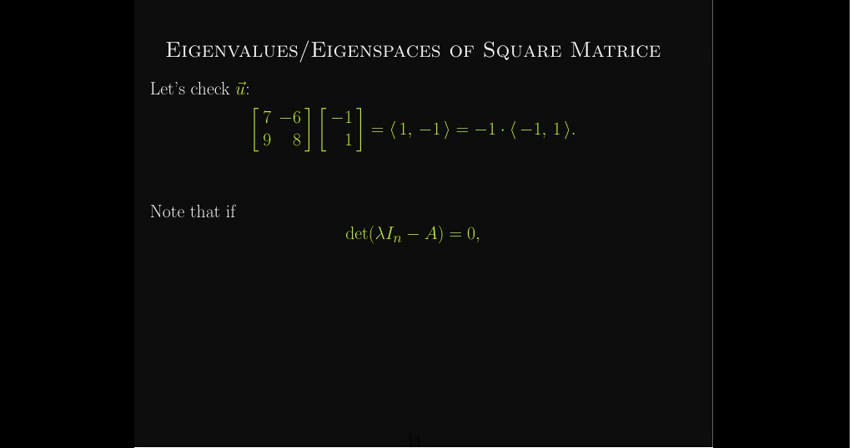 Eigenvalues/Eigenspaces of Square Matrice
Let's check $\vec{u}$:
$\begin{bmatrix} 7 & -6 \\ 9 & 8 \end{bmatrix} \begin{bmatrix} -1 \\ 1 \end{bmatrix} = \langle 1, -1 \rangle = -1 \cdot \langle -1, 1 \rangle.$
Note that if
$\det(\lambda I_n - A) = 0,$